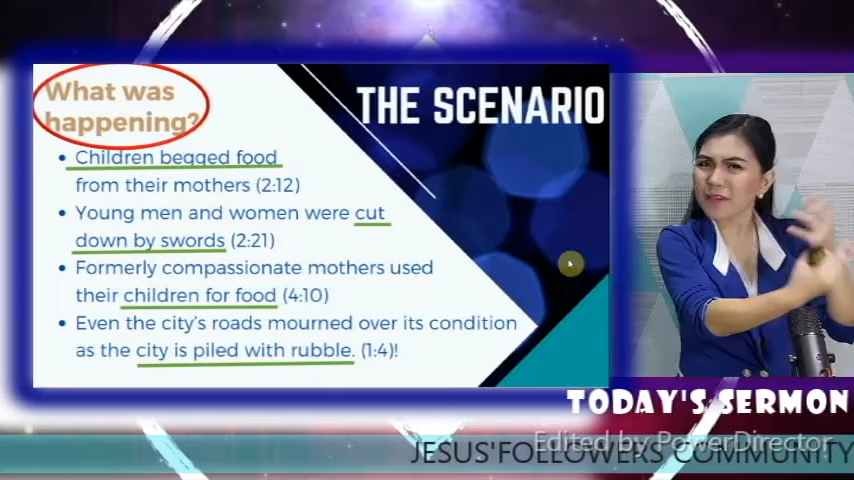 What was
happening?
THE SCENARIO
• Children begged food
from their mothers (2:12)
• Young men and women were cut
down by swords (2:21)
• Formerly compassionate mothers used
their children for food (4:10)
• Even the city's roads mourned over its condition
as the city is piled with rubble. (1:4)!
TODAY'S SERMON
Edited by PowerDirector
JESUS'FOLLOWERS COMMUNITY